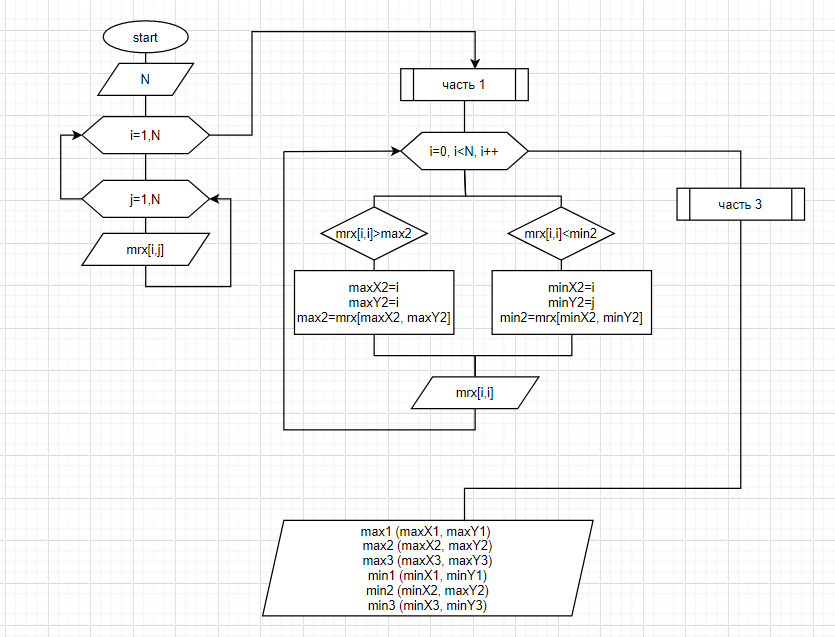 start
N
i=1,N
j=1,N
mrx[i,j]
часть 1
i=0, i<N, i++
mrx[i,i]>max2
mrx[i,i]<min2
maxX2=i
maxY2=i
max2=mrx[maxX2, maxY2]
minX2=i
minY2=j
min2=mrx[minX2, minY2]
mrx[i,i]
часть 3
max1 (maxX1, maxY1)
max2 (maxX2, maxY2)
max3 (maxX3, maxY3)
min1 (minX1, minY1)
min2 (minX2, maxY2)
min3 (minX3, minY3)